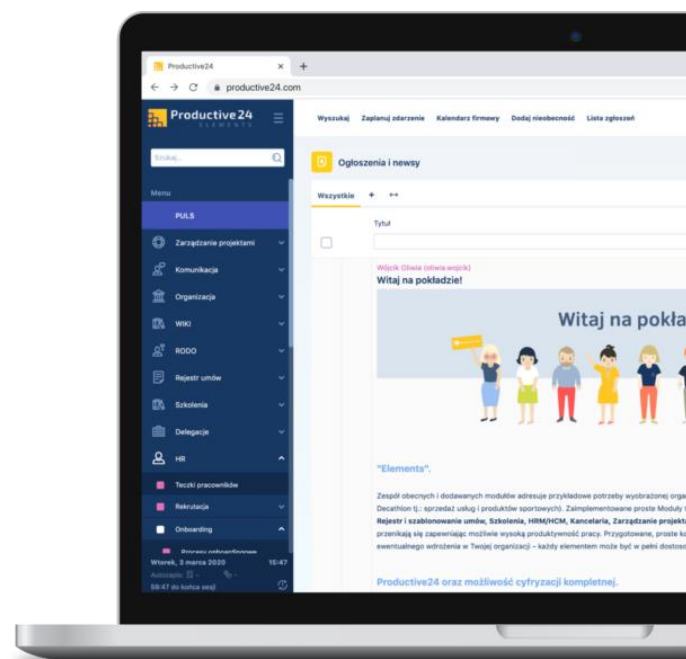 Productive24
productive24.com
Productive24
ELEMENTS
Wyszukaj Zaplanuj zdarzenie Kalendarz firmowy Dodaj nieobecność Lista zgłoszeń
Szukaj...
Ogłoszenia i newsy
Menu
Wszystkie
PULS
Tytuł
Zarządzanie projektami
Komunikacja
Wójcik Oliwia (oliwia.wojcik)
Witaj na pokładzie!
Organizacja
WIKI
Witaj na pokła
RODO
Rejestr umów
Szkolenia
Delegacje
HR
"Elements".
Teczki pracowników
Zespół obecnych i dodawanych modułów adresuje przykładowe potrzeby wyobrażonej orga
Rekrutacja
Decathlon tj.: sprzedaż usług i produktów sportowych). Zaimplementowane proste Moduły t
Rejestr i szablonowanie umów, Szkolenia, HRM/HCM, Kancelaria, Zarządzanie projekta
Onboarding
przenikają się zapewniając możliwie wysoką produktywność pracy. Przygotowane, proste ko
ewentualnego wdrożenia w Twojej organizacji – każdy elementem może być w pełni dostoso
Procesy onboardingowe
Wtorek, 3 marca 2020 15:47
Autozapis:
59:47 do końca sesji
Productive24 oraz możliwość cyfryzacji kompletnej.